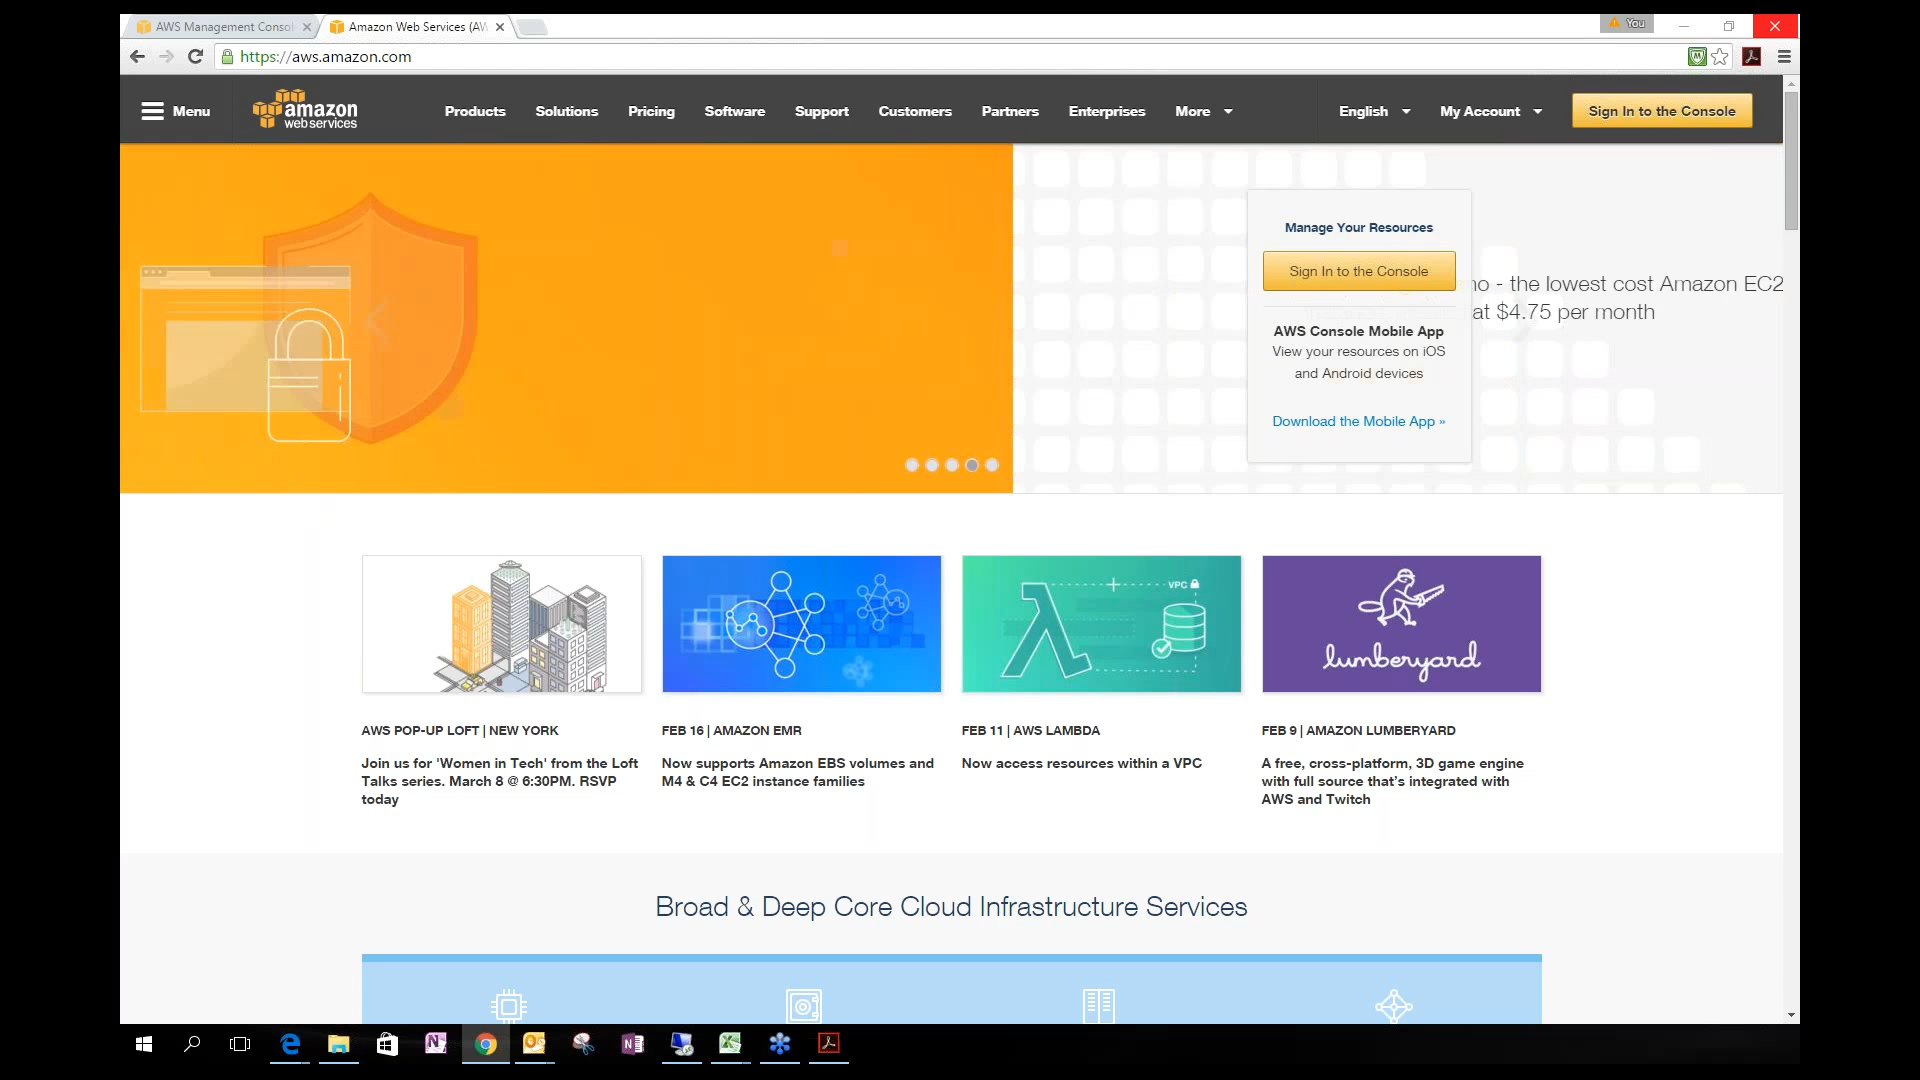 AWS Management Consol
Amazon Web Services (AW
You
https://aws.amazon.com
Menu
amazon
web services
Products
Solutions
Pricing
Software
Support
Customers
Partners
Enterprises
More
English
My Account
Sign In to the Console
Manage Your Resources
Sign In to the Console
AWS Console Mobile App
View your resources on iOS
and Android devices
Download the Mobile App »
- the lowest cost Amazon EC2
at $4.75 per month
VPC
lumberyard
AWS POP-UP LOFT | NEW YORK
Join us for 'Women in Tech' from the Loft
Talks series. March 8 @ 6:30PM. RSVP
today
FEB 16 | AMAZON EMR
Now supports Amazon EBS volumes and
M4 & C4 EC2 instance families
FEB 11 | AWS LAMBDA
Now access resources within a VPC
FEB 9 | AMAZON LUMBERYARD
A free, cross-platform, 3D game engine
with full source that's integrated with
AWS and Twitch
Broad & Deep Core Cloud Infrastructure Services